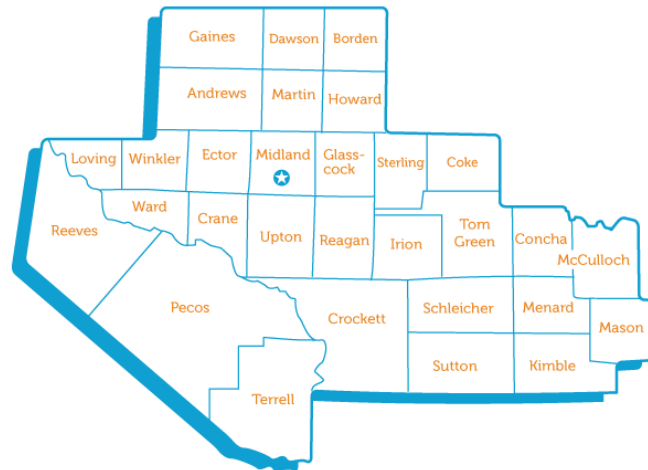 Gaines
Dawson
Borden
Andrews
Martin
Howard
Loving
Winkler
Ector
Midland
Glass-
cock
Sterling
Coke
Reeves
Ward
Crane
Upton
Reagan
Irion
Tom
Green
Concha
McCulloch
Pecos
Crockett
Schleicher
Menard
Mason
Terrell
Sutton
Kimble